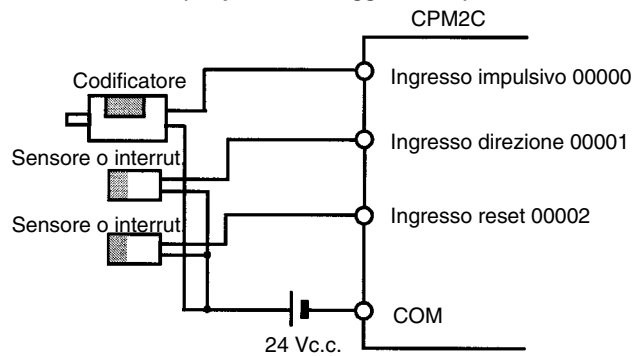 CPM2C
Codificatore
Ingresso impulsivo 00000
Ingresso direzione 00001
Sensore o interrut.
Ingresso reset 00002
Sensore o interrut.
COM
24 Vc.c.